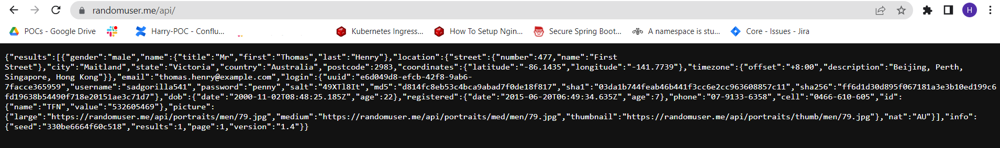 randomuser.me/api/
H
POCs - Google Drive Harry-POC - Conflu... Kubernetes Ingress... How To Setup Ngin... Secure Spring Boot... A namespace is stu... Core - Issues - Jira
{"results":[{"gender":"male","name":{"title":"Mr","first":"Thomas","last":"Henry"},"location":{"street":{"number":477,"name":"First
Street"},"city":"Maitland","state":"Victoria","country":"Australia","postcode":2983,"coordinates":{"latitude":"-86.1435","longitude":"-141.7739"},"timezone":{"offset":"+8:00","description":"Beijing, Perth,
Singapore, Hong Kong"}},"email":"thomas.henry@example.com","login":{"uuid":"e6d049d8-efcb-42f8-9ab6-
7facce365959","username":"sadgorilla541","password":"penny","salt":"49XTl8It","md5":"d814fc8eb53c4bca9abad7f0de18f817","sha1":"03da1b744feab46b441f3cc6e2cc963608857c11","sha256":"ff6d1d30d895f067181a3e3b10ed199c6
fd19638b54490f718e20151ae3c71d7"},"dob":{"date":"2000-11-02T08:48:25.185Z","age":22},"registered":{"date":"2015-06-20T06:49:34.635Z","age":7},"phone":"07-9133-6358","cell":"0466-610-605","id":
{"name":"TFN","value":"532605469"},"picture":
{"large":"https://randomuser.me/api/portraits/men/79.jpg","medium":"https://randomuser.me/api/portraits/med/men/79.jpg","thumbnail":"https://randomuser.me/api/portraits/thumb/men/79.jpg"},"nat":"AU"}],"info":
{"seed":"330be6664f60c518","results":1,"page":1,"version":"1.4"}}